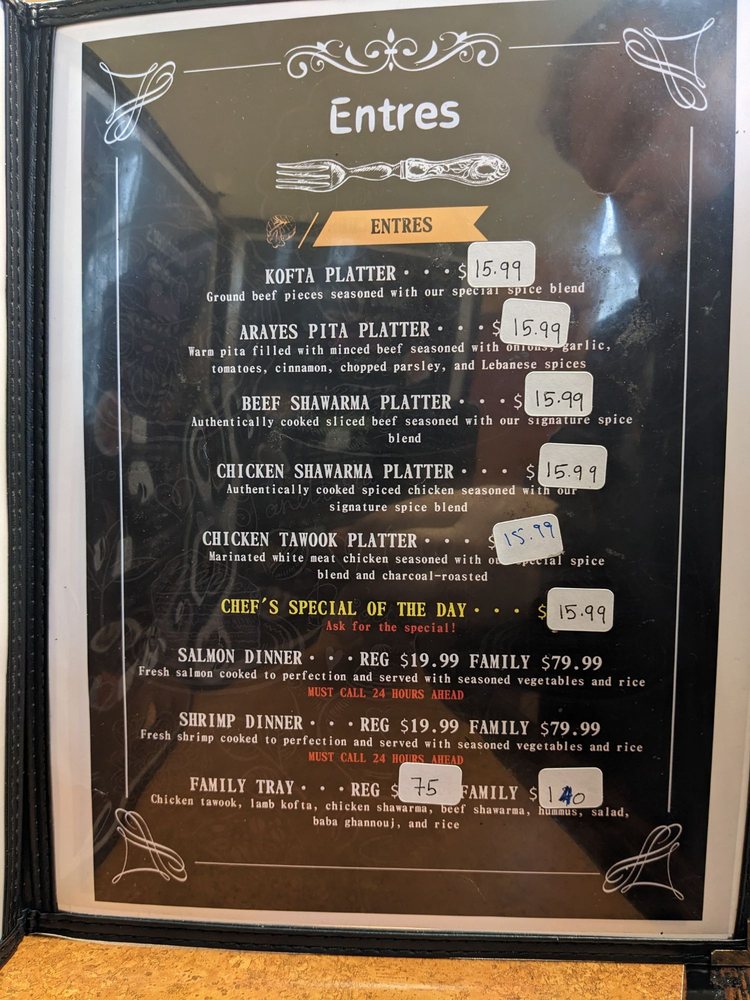 Entres
ENTRES
KOFTA PLATTER · · · $ 15.99
Ground beef pieces seasoned with our special spice blend
ARAYES PITA PLATTER · · · $ 15.99
Warm pita filled with minced beef seasoned with onions, garlic,
tomatoes, cinnamon, chopped parsley, and Lebanese spices
BEEF SHAWARMA PLATTER · · · $ 15.99
Authentically cooked sliced beef seasoned with our signature spice
blend
CHICKEN SHAWARMA PLATTER · · · $ 15.99
Authentically cooked spiced chicken seasoned with our
signature spice blend
CHICKEN TAWOOK PLATTER · · · $ 15.99
Marinated white meat chicken seasoned with our special spice
blend and charcoal-roasted
CHEF'S SPECIAL OF THE DAY · · · $ 15.99
Ask for the special!
SALMON DINNER · · · REG $19.99 FAMILY $79.99
Fresh salmon cooked to perfection and served with seasoned vegetables and rice
MUST CALL 24 HOURS AHEAD
SHRIMP DINNER · · · REG $19.99 FAMILY $79.99
Fresh shrimp cooked to perfection and served with seasoned vegetables and rice
MUST CALL 24 HOURS AHEAD
FAMILY TRAY · · · REG $ 75 FAMILY $
Chicken tawook, lamb kofta, chicken shawarma, beef shawarma, hummus, salad,
baba ghannouj, and rice